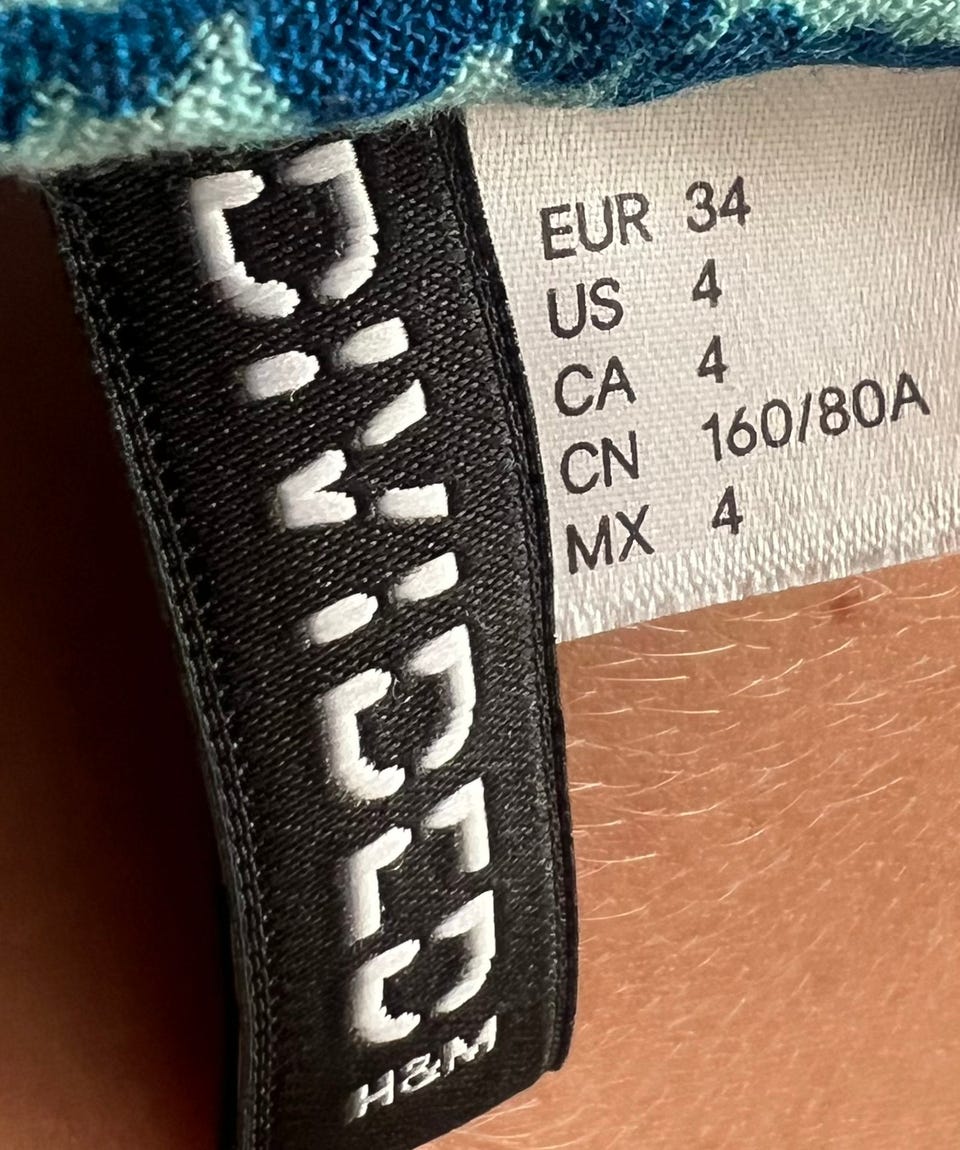 DIVIDED
H&M
EUR 34
US 4
CA 4
CN 160/80A
MX 4